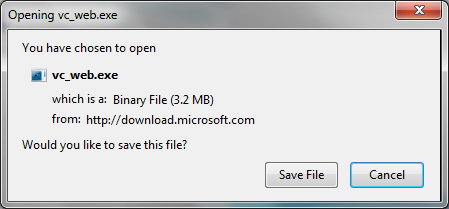 Opening vc_web.exe
You have chosen to open
vc_web.exe
which is a: Binary File (3.2 MB)
from: http://download.microsoft.com
Would you like to save this file?
Save File Cancel